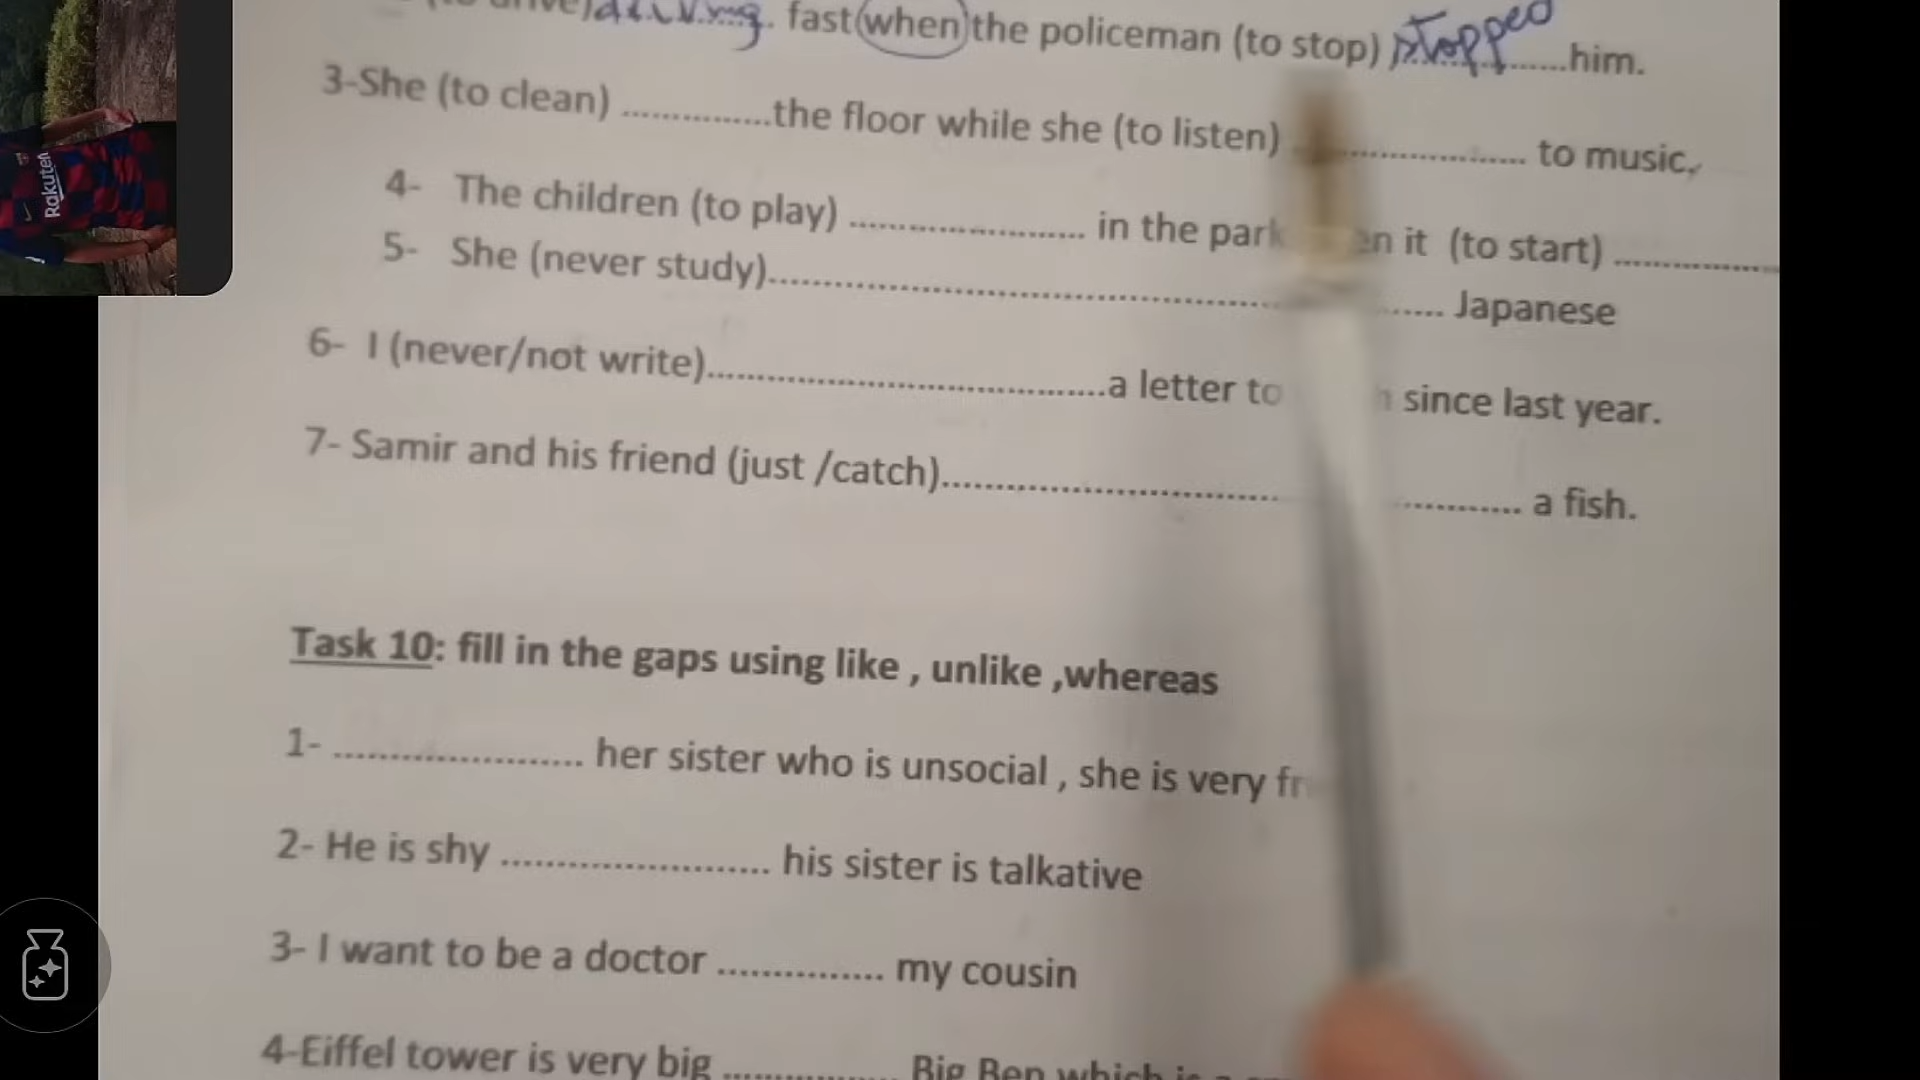 fast when the policeman (to stop) stopped ............him.
3-She (to clean) ...............the floor while she (to listen) .................... to music.
4- The children (to play) ........................ in the park it (to start) .................
5- She (never study).................................................................... Japanese
6- I (never/not write)........................................a letter to since last year.
7- Samir and his friend (just /catch).......................................................... a fish.
Task 10: fill in the gaps using like , unlike ,whereas
1- ......................... her sister who is unsocial , she is very
2- He is shy ........................... his sister is talkative
3- I want to be a doctor ................ my cousin
4-Eiffel tower is very big .................. Big Ben which is a
Rakuten